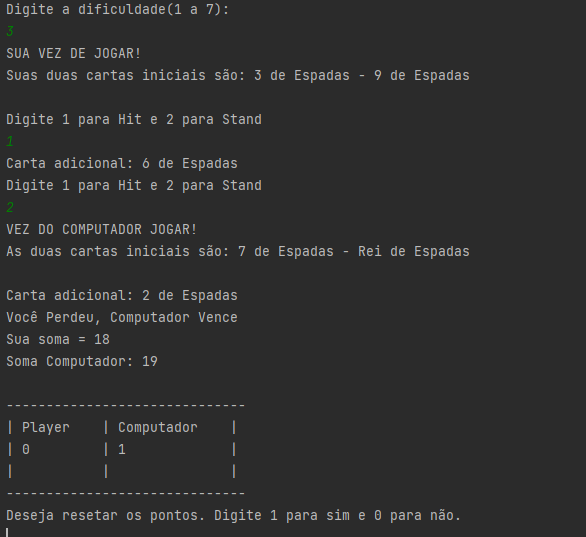 Digite a dificuldade(1 a 7):
3
SUA VEZ DE JOGAR!
Suas duas cartas iniciais são: 3 de Espadas - 9 de Espadas
Digite 1 para Hit e 2 para Stand
1
Carta adicional: 6 de Espadas
Digite 1 para Hit e 2 para Stand
2
VEZ DO COMPUTADOR JOGAR!
As duas cartas iniciais são: 7 de Espadas - Rei de Espadas
Carta adicional: 2 de Espadas
Você Perdeu, Computador Vence
Sua soma = 18
Soma Computador: 19
------------------------------
| Player    | Computador    |
| 0         | 1             |
|           |               |
------------------------------
Deseja resetar os pontos. Digite 1 para sim e 0 para não.